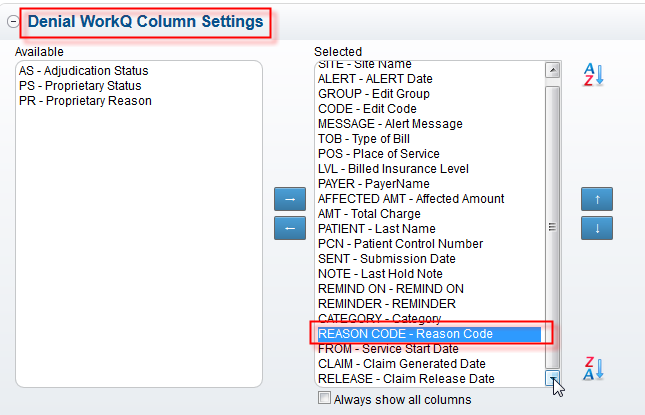 Denial WorkQ Column Settings
Available
AS - Adjudication Status
PS - Proprietary Status
PR - Proprietary Reason
Selected
SITE - Site Name
ALERT - ALERT Date
GROUP - Edit Group
CODE - Edit Code
MESSAGE - Alert Message
TOB - Type of Bill
POS - Place of Service
LVL - Billed Insurance Level
PAYER - PayerName
AFFECTED AMT - Affected Amount
AMT - Total Charge
PATIENT - Last Name
PCN - Patient Control Number
SENT - Submission Date
NOTE - Last Hold Note
REMIND ON - REMIND ON
REMINDER - REMINDER
CATEGORY - Category
REASON CODE - Reason Code
FROM - Service Start Date
CLAIM - Claim Generated Date
RELEASE - Claim Release Date
Always show all columns
A
Z
Z
A